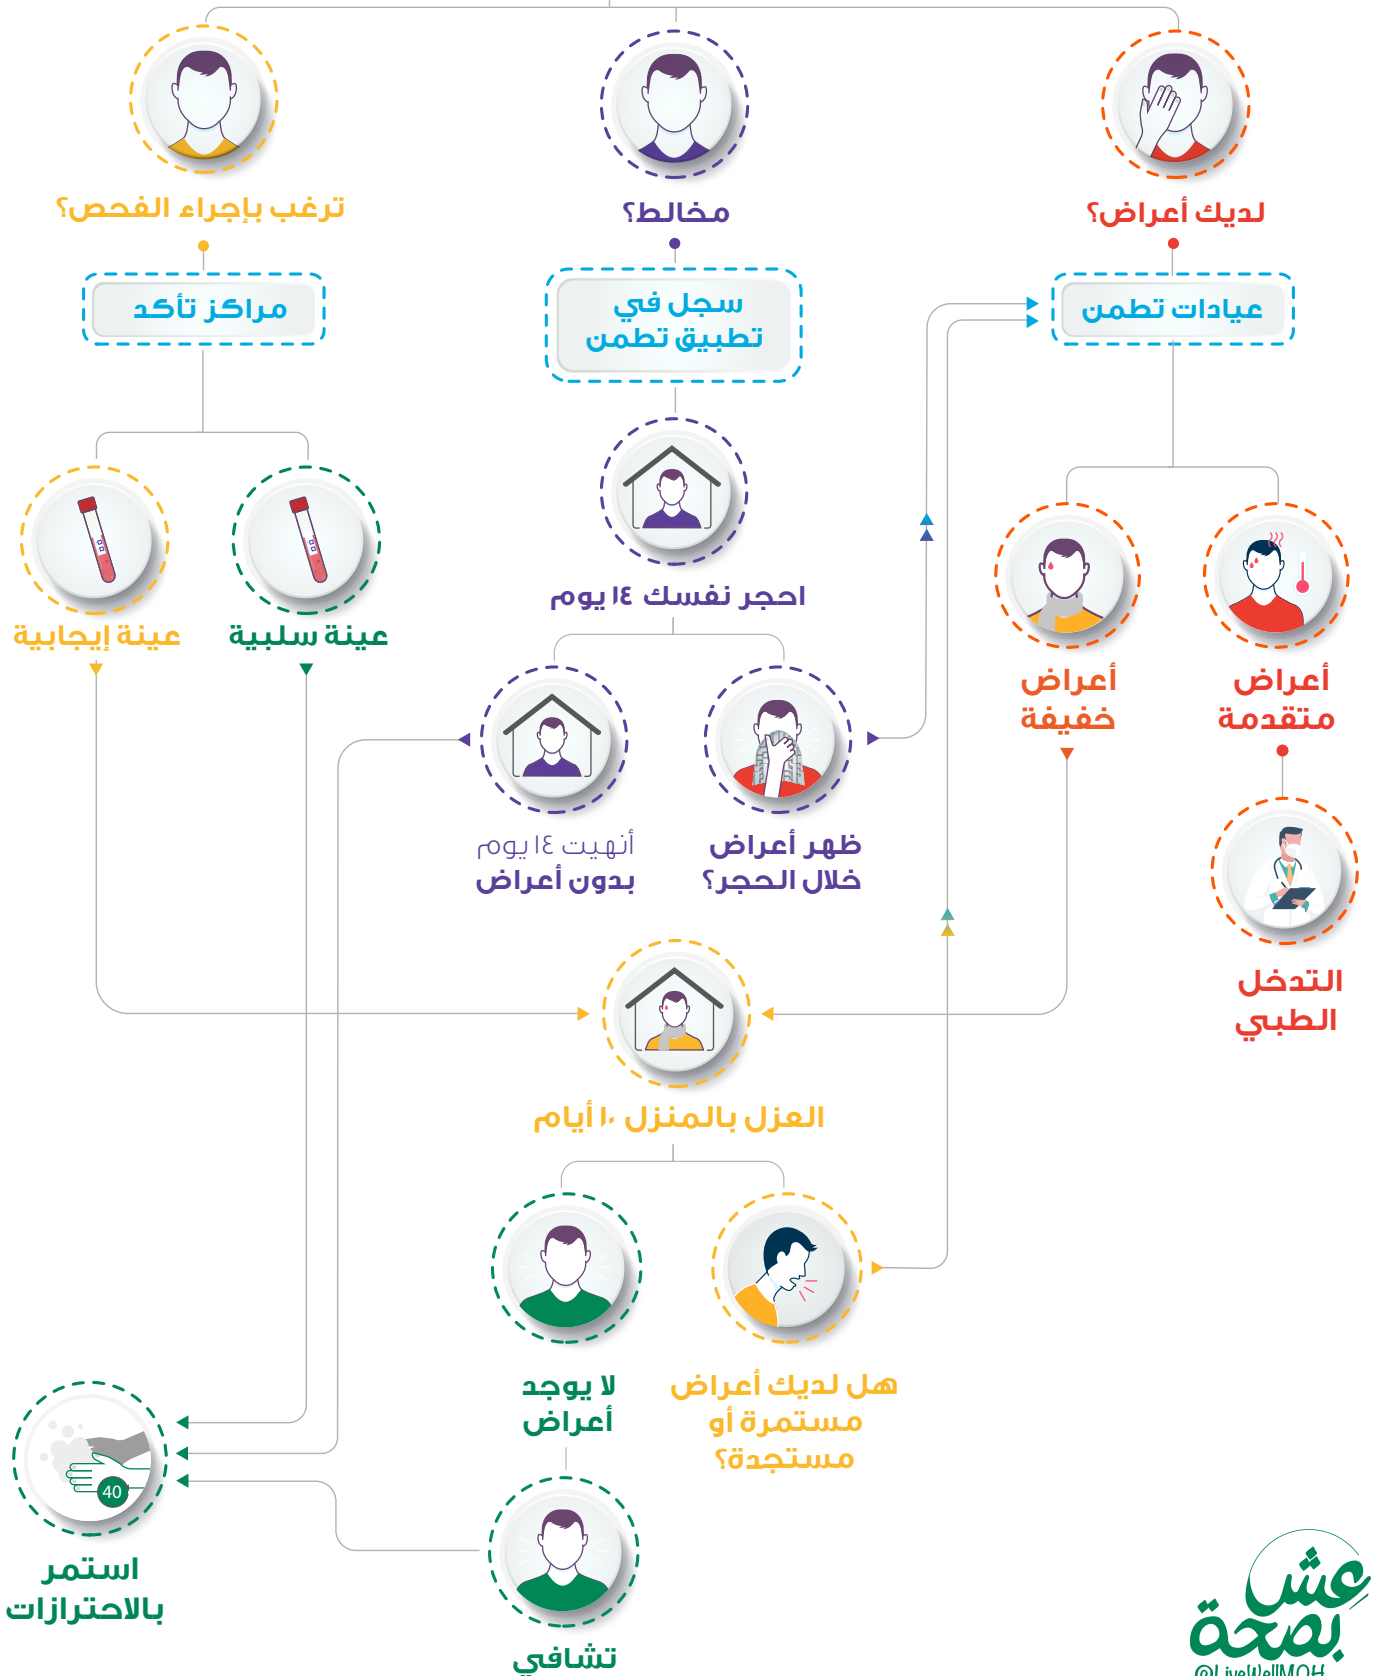 لديك أعراض؟
مخالط؟
ترغب بإجراء الفحص؟
عيادات تطمن
سجل في
تطبيق تطمن
مراكز تأكد
احجر نفسك ١٤ يوم
عينة سلبية
عينة إيجابية
أعراض
متقدمة
أعراض
خفيفة
ظهر أعراض
خلال الحجر؟
أنهيت ١٤ يوم
بدون أعراض
التدخل
الطبي
العزل بالمنزل ١٠ أيام
هل لديك أعراض
مستمرة أو
مستجدة؟
لا يوجد
أعراض
40
استمر
بالاحترازات
تشافي
عش
بصحة
@LiveWellMOH